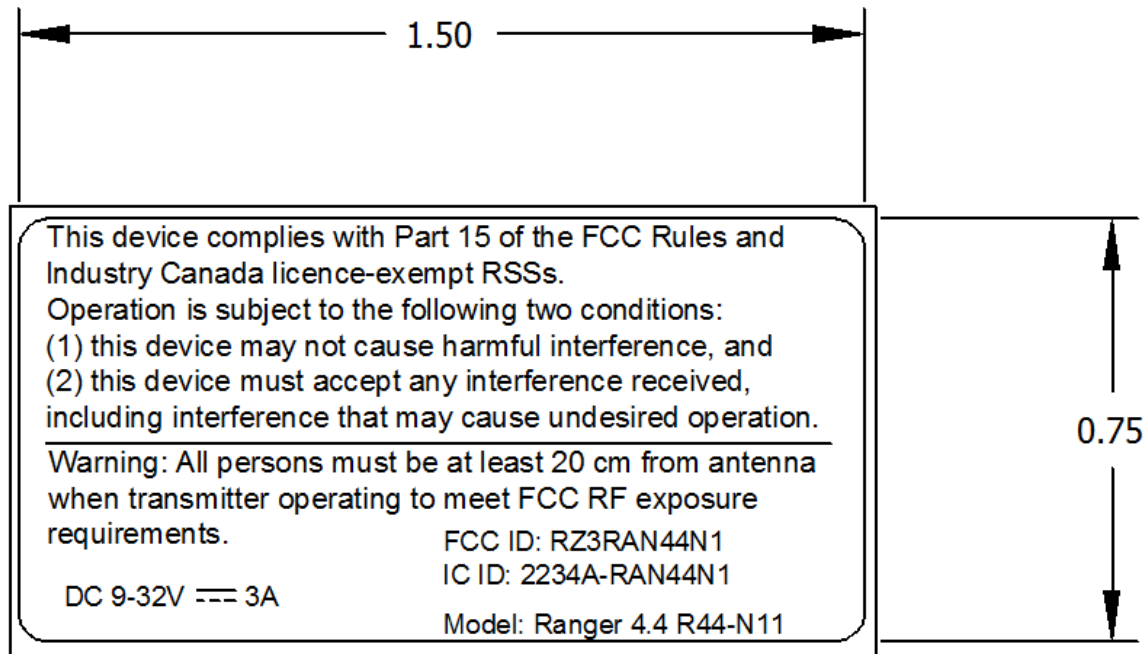 1.50
This device complies with Part 15 of the FCC Rules and
Industry Canada licence-exempt RSSs.
Operation is subject to the following two conditions:
(1) this device may not cause harmful interference, and
(2) this device must accept any interference received,
including interference that may cause undesired operation.
0.75
Warning: All persons must be at least 20 cm from antenna
when transmitter operating to meet FCC RF exposure
requirements.
FCC ID: RZ3RAN44N1
IC ID: 2234A-RAN44N1
DC 9-32V ⎓ 3A
Model: Ranger 4.4 R44-N11